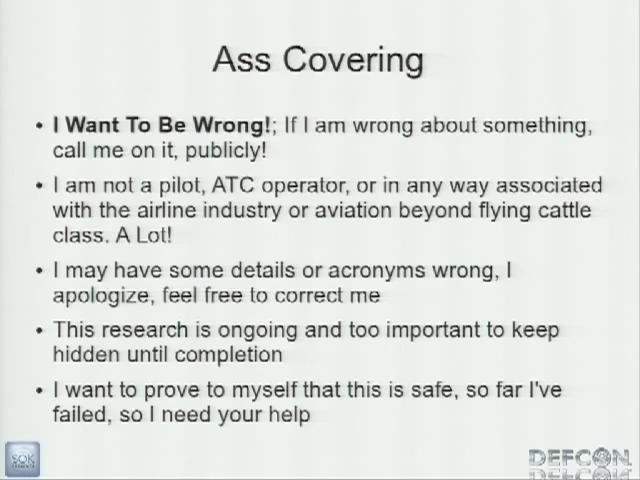 Ass Covering
• I Want To Be Wrong!; If I am wrong about something,
call me on it, publicly!
• I am not a pilot, ATC operator, or in any way associated
with the airline industry or aviation beyond flying cattle
class. A Lot!
• I may have some details or acronyms wrong, I
apologize, feel free to correct me
• This research is ongoing and too important to keep
hidden until completion
• I want to prove to myself that this is safe, so far I've
failed, so I need your help
DEFCON